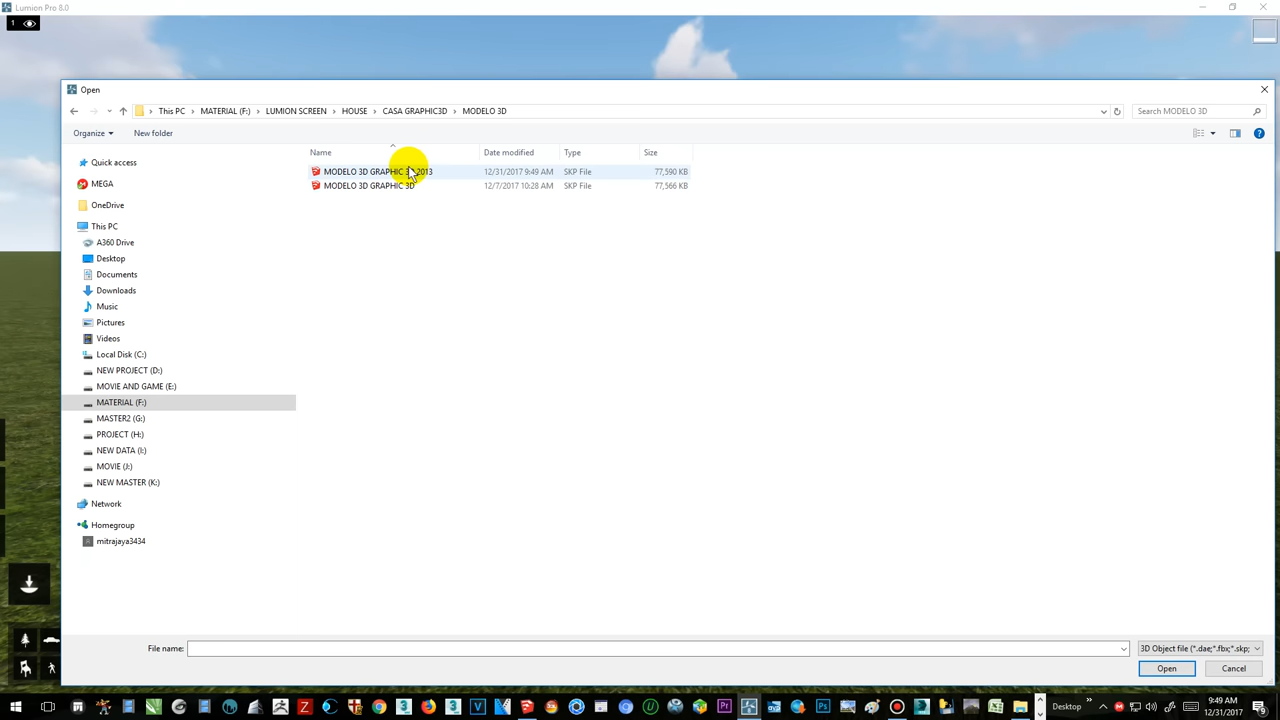 Lumion Pro 8.0
1
Open
This PC > MATERIAL (F:) > LUMION SCREEN > HOUSE > CASA GRAPHIC3D > MODELO 3D
Search MODELO 3D
Organize
New folder
Name Date modified Type Size
MODELO 3D GRAPHIC 2013 12/31/2017 9:49 AM SKP File 77,590 KB
MODELO 3D GRAPHIC 3D 12/7/2017 10:28 AM SKP File 77,566 KB
Quick access
MEGA
OneDrive
This PC
A360 Drive
Desktop
Documents
Downloads
Music
Pictures
Videos
Local Disk (C:)
NEW PROJECT (D:)
MOVIE AND GAME (E:)
MATERIAL (F:)
MASTER2 (G:)
PROJECT (H:)
NEW DATA (I:)
MOVIE (J:)
NEW MASTER (K:)
Network
Homegroup
mitrajaya3434
File name:
3D Object file (*.dae;*.fbx;*.skp;
Open
Cancel
Desktop
9:49 AM
12/31/2017